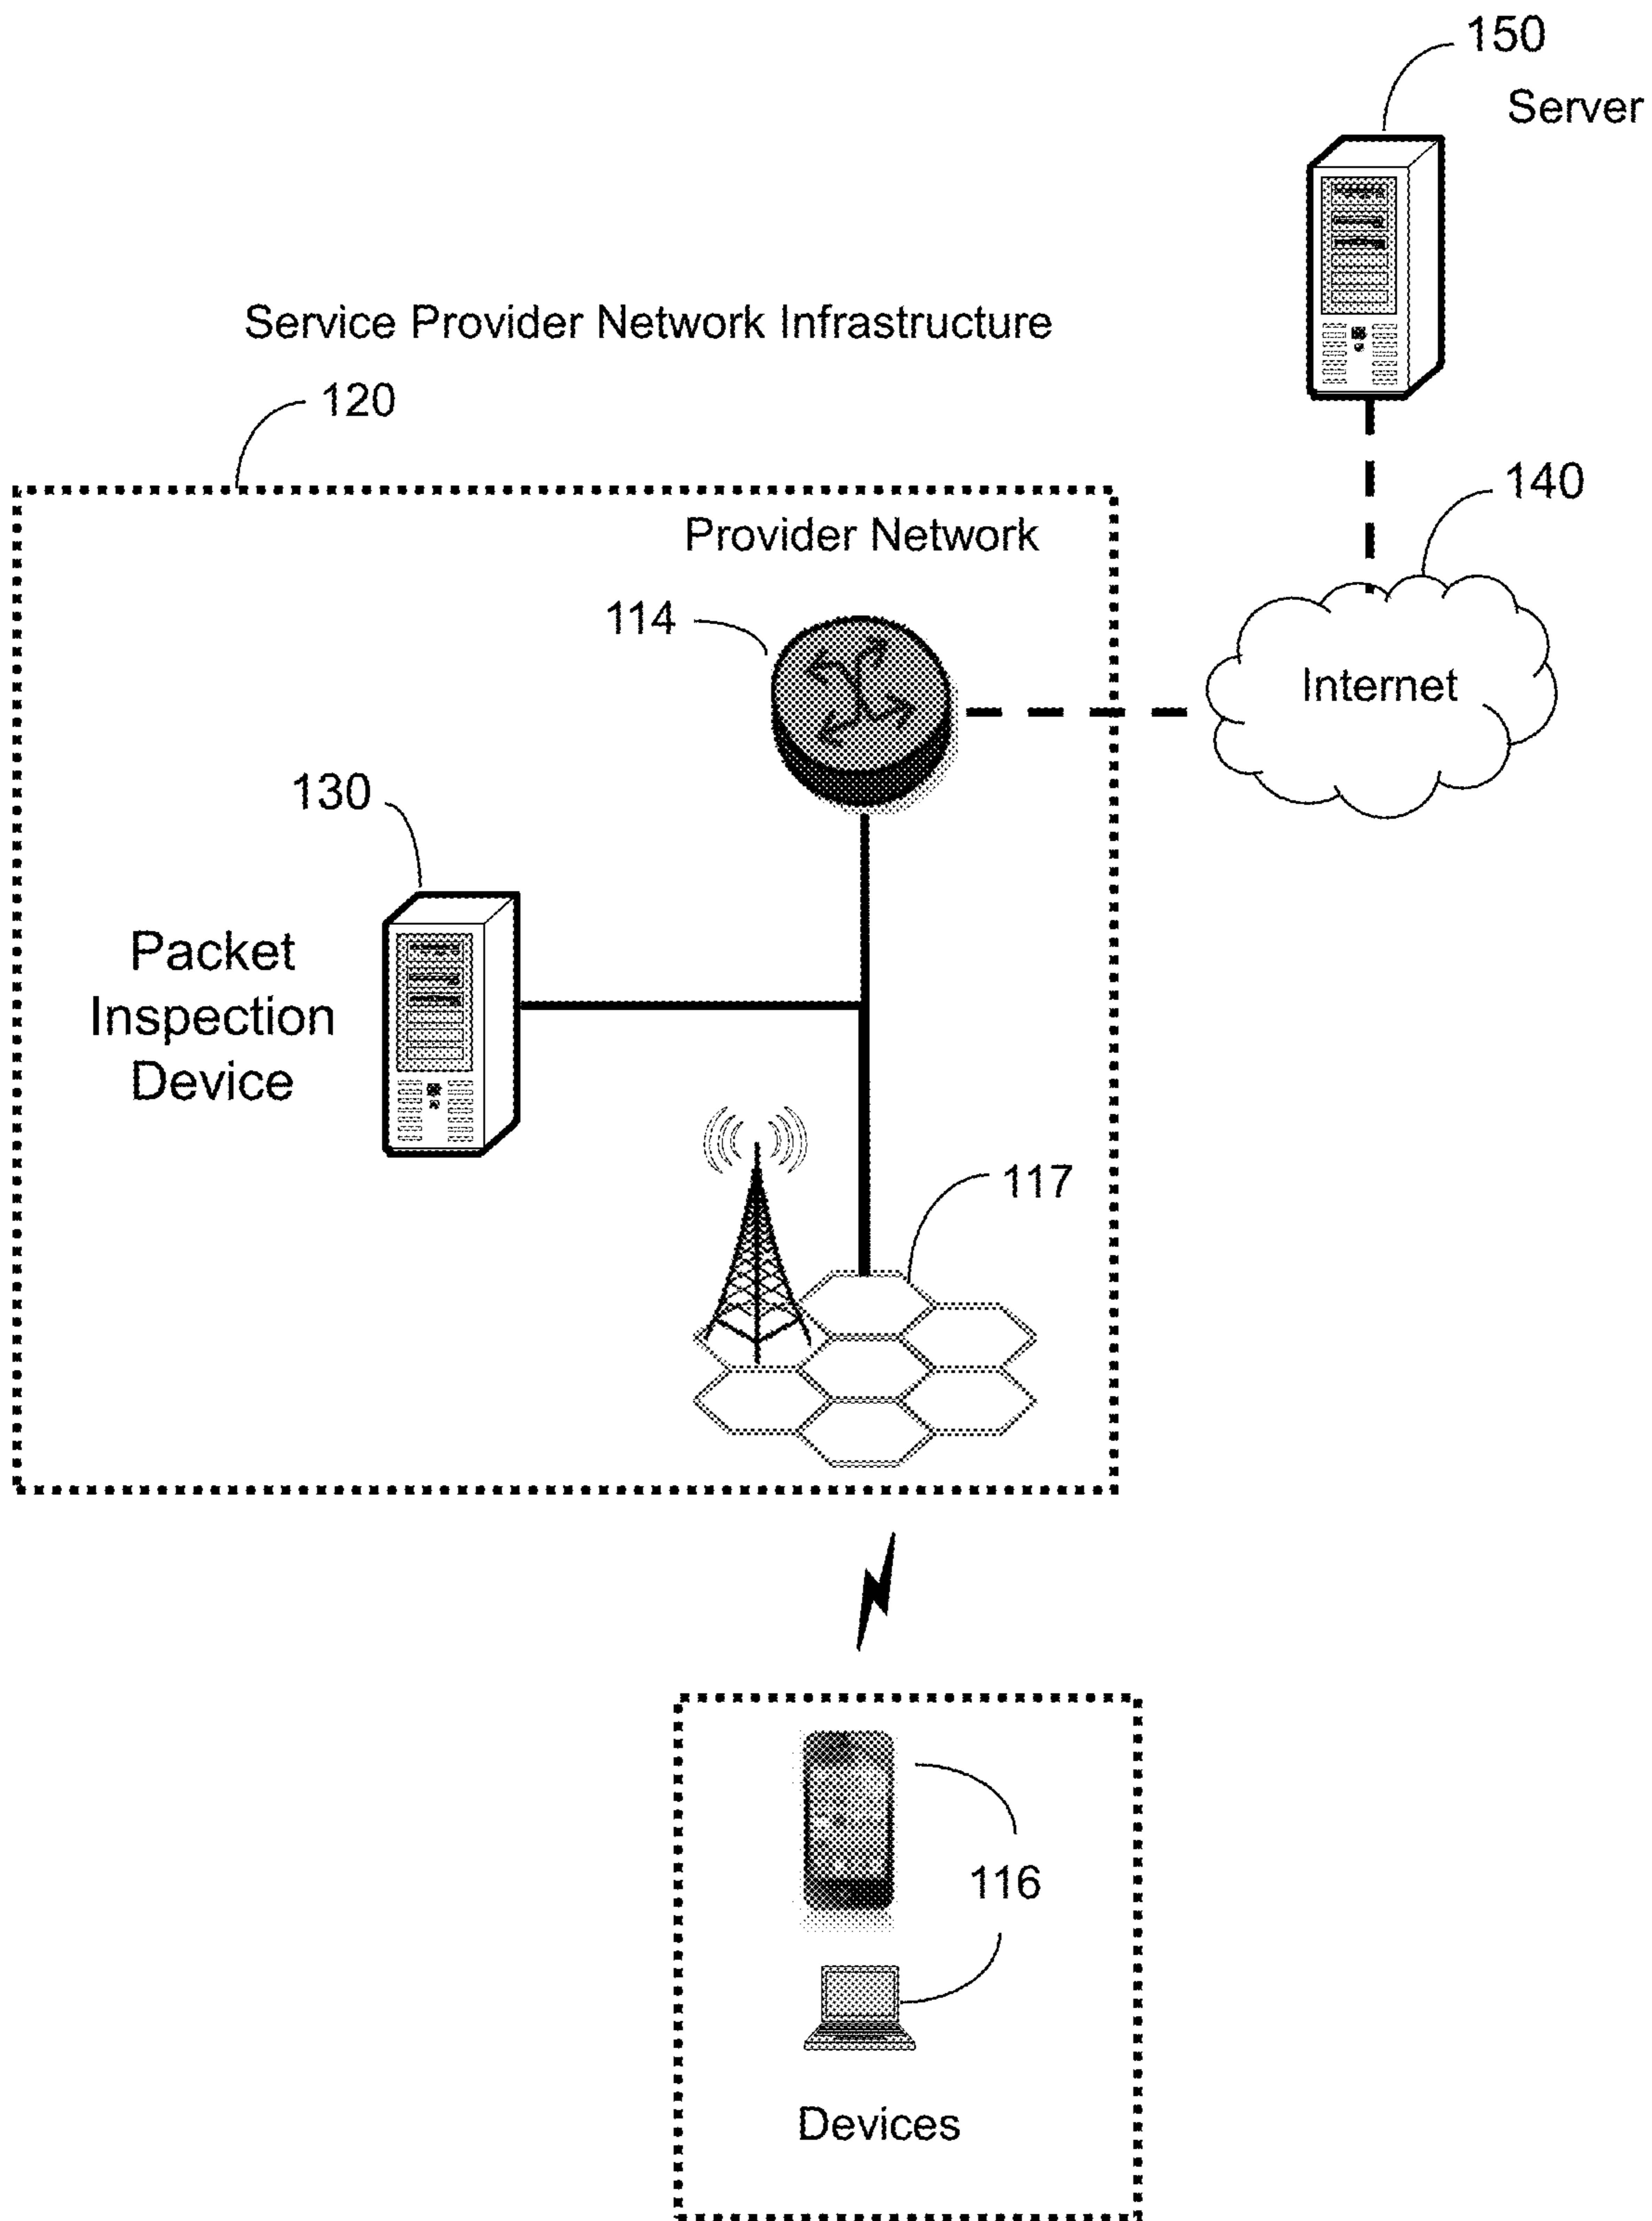 150
Server
Service Provider Network Infrastructure
120
140
Provider Network
114
Internet
130
Packet
Inspection
Device
117
116
Devices